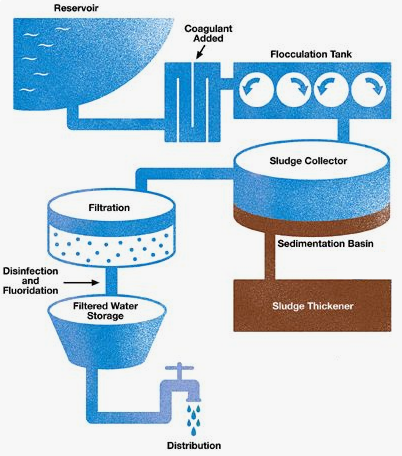 Reservoir
Coagulant
Added
Flocculation Tank
Sludge Collector
Filtration
Sedimentation Basin
Disinfection
and
Fluoridation
Filtered Water
Storage
Sludge Thickener
Distribution